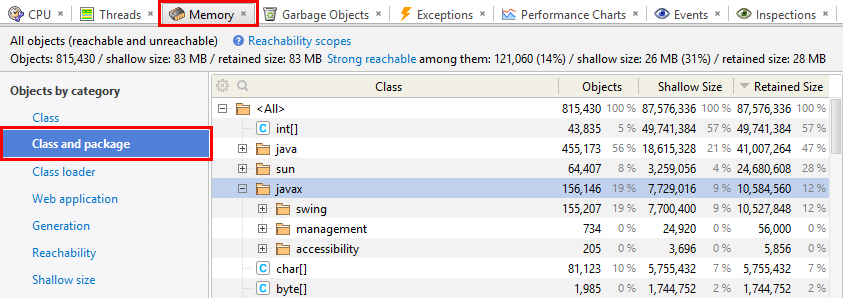 CPU × Threads × Memory × Garbage Objects × Exceptions × Performance Charts × Events × Inspections ×
All objects (reachable and unreachable) ? Reachability scopes
Objects: 815,430 / shallow size: 83 MB / retained size: 83 MB Strong reachable among them: 121,060 (14%) / shallow size: 26 MB (31%) / retained size: 28 MB
Objects by category
Class
Class and package
Class loader
Web application
Generation
Reachability
Shallow size
Class Objects Shallow Size Retained Size
<All> 815,430 100 % 87,576,336 100 % 87,576,336 100 %
C int[] 43,835 5 % 49,741,384 57 % 49,741,384 57 %
java 455,173 56 % 18,615,328 21 % 41,007,264 47 %
sun 64,407 8 % 3,259,056 4 % 24,680,608 28 %
javax 156,146 19 % 7,729,016 9 % 10,584,560 12 %
swing 155,207 19 % 7,700,400 9 % 10,527,848 12 %
management 734 0 % 24,920 0 % 56,000 0 %
accessibility 205 0 % 3,696 0 % 5,856 0 %
C char[] 81,123 10 % 5,755,432 7 % 5,755,432 7 %
C byte[] 1,985 0 % 1,744,752 2 % 1,744,752 2 %